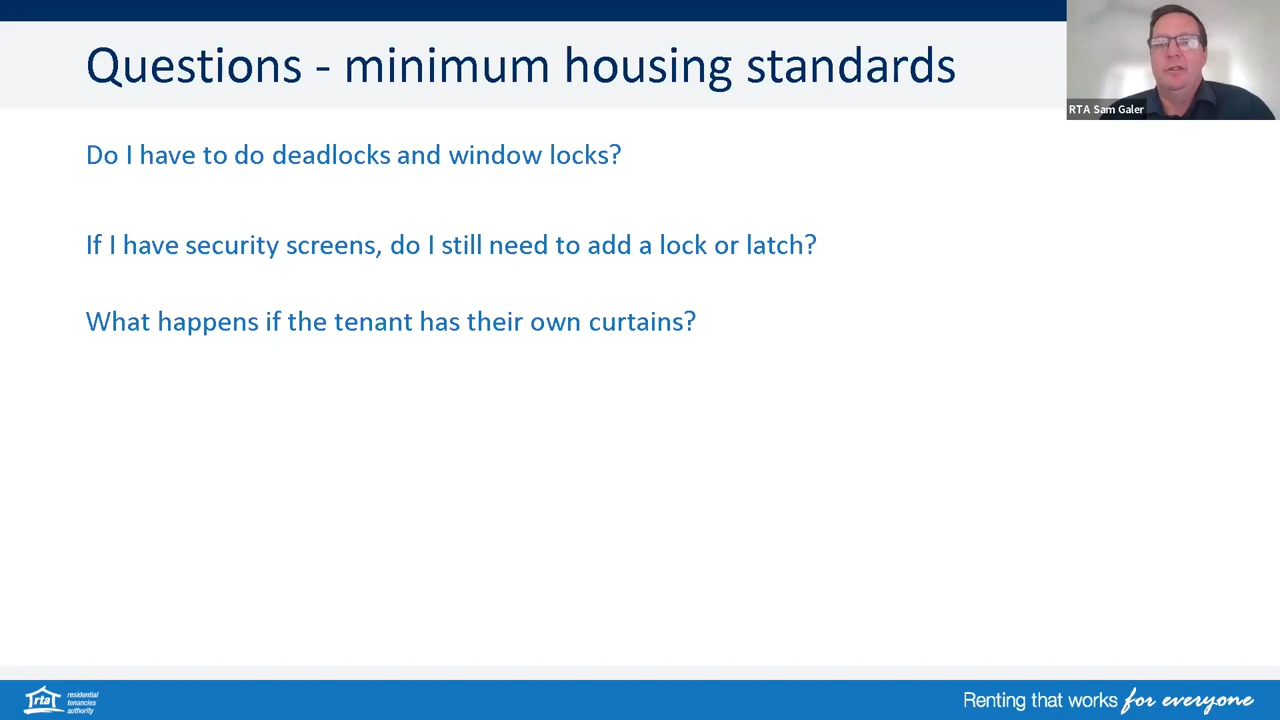 Questions - minimum housing standards
RTA Sam Galer
Do I have to do deadlocks and window locks?
If I have security screens, do I still need to add a lock or latch?
What happens if the tenant has their own curtains?
rta
residential
tenancies
authority
Renting that works for everyone